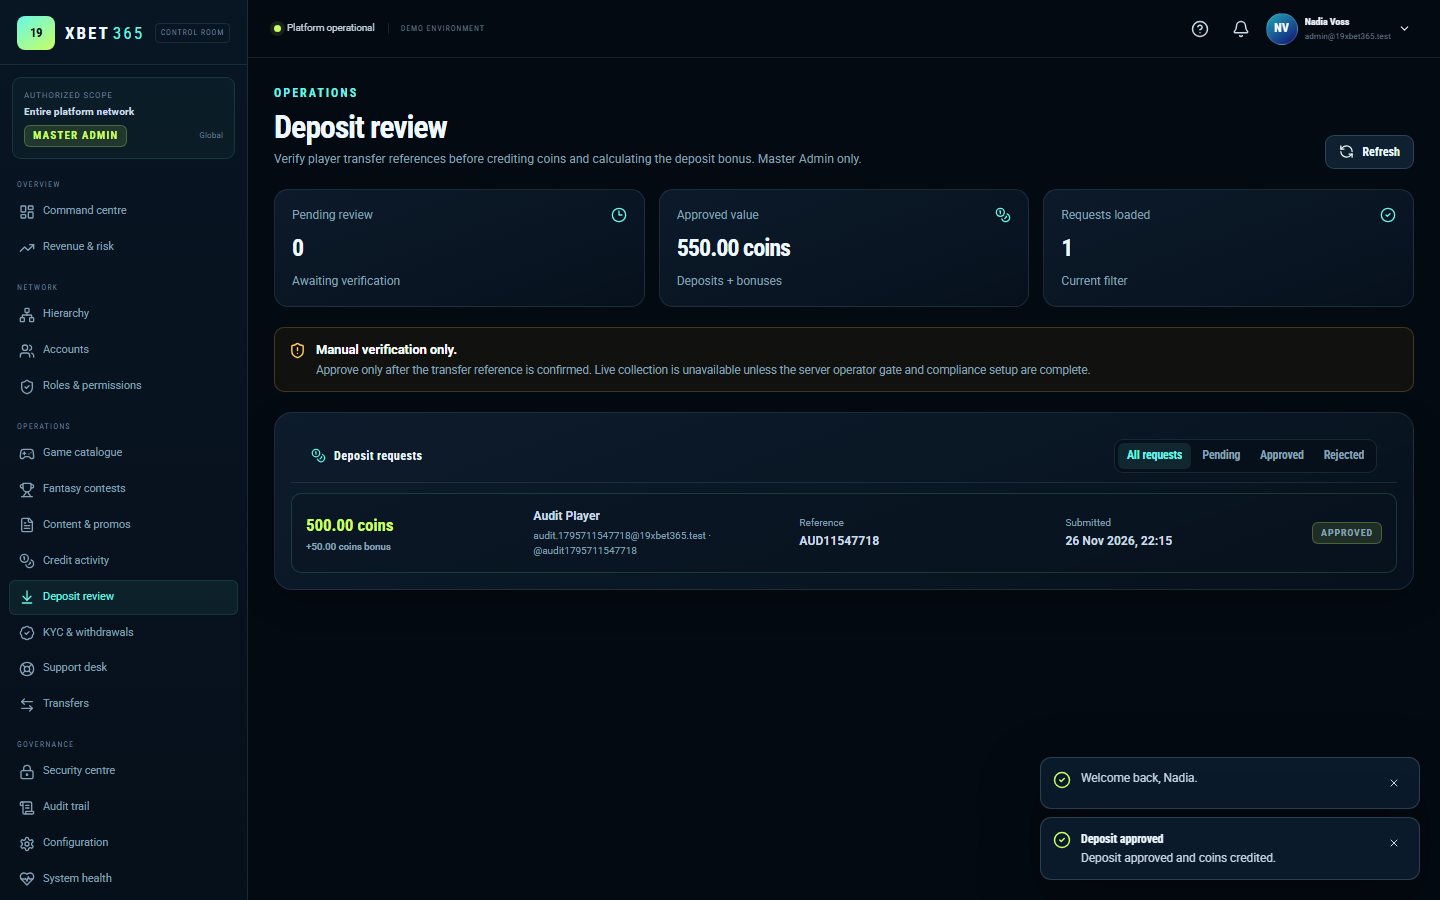 19 XBET 365 CONTROL ROOM
AUTHORIZED SCOPE
Entire platform network
MASTER ADMIN Global
OVERVIEW
Command centre
Revenue & risk
NETWORK
Hierarchy
Accounts
Roles & permissions
OPERATIONS
Game catalogue
Fantasy contests
Content & promos
Credit activity
Deposit review
KYC & withdrawals
Support desk
Transfers
GOVERNANCE
Security centre
Audit trail
Configuration
System health
Platform operational DEMO ENVIRONMENT
NV Nadia Voss
admin@19xbet365.test
OPERATIONS
Deposit review
Verify player transfer references before crediting coins and calculating the deposit bonus. Master Admin only.
Refresh
Pending review
0
Awaiting verification
Approved value
550.00 coins
Deposits + bonuses
Requests loaded
1
Current filter
Manual verification only.
Approve only after the transfer reference is confirmed. Live collection is unavailable unless the server operator gate and compliance setup are complete.
Deposit requests
All requests Pending Approved Rejected
500.00 coins
+50.00 coins bonus
Audit Player
audit.1795711547718@19xbet365.test ·
@audit1795711547718
Reference
AUD11547718
Submitted
26 Nov 2026, 22:15
APPROVED
Welcome back, Nadia.
Deposit approved
Deposit approved and coins credited.